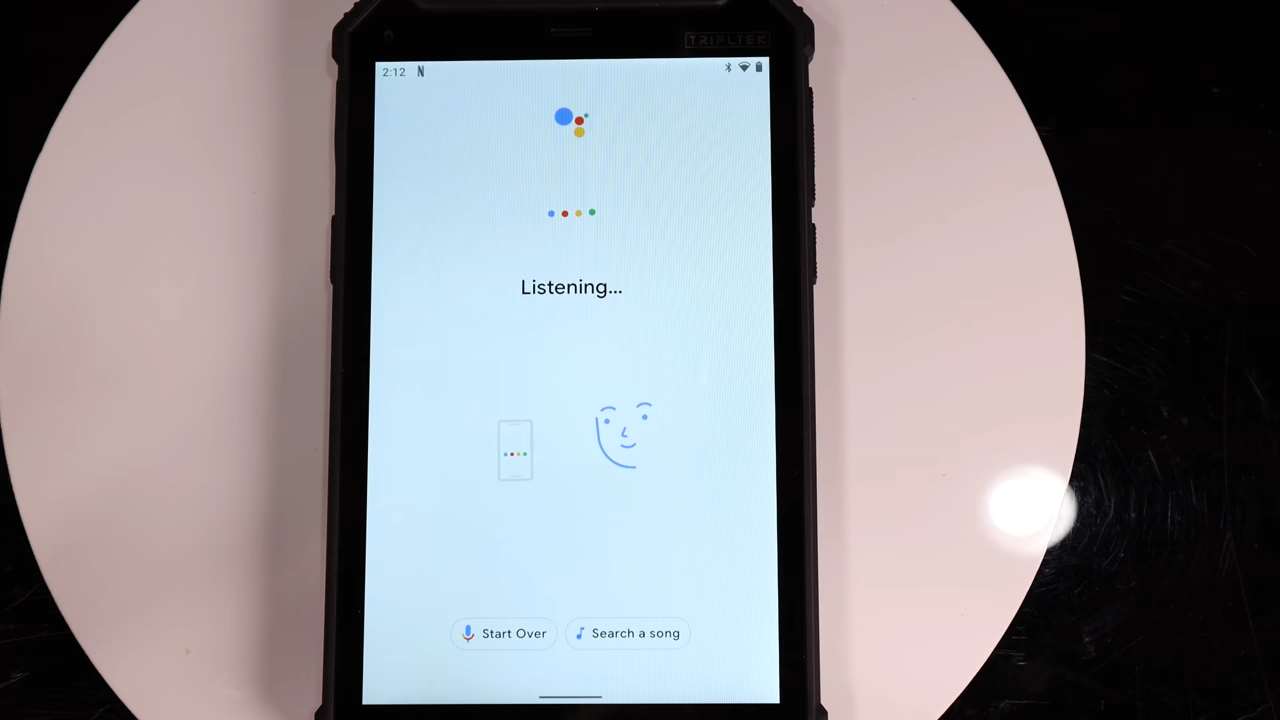 TRIPLTEK
2:12 N
Listening...
Start Over
Search a song